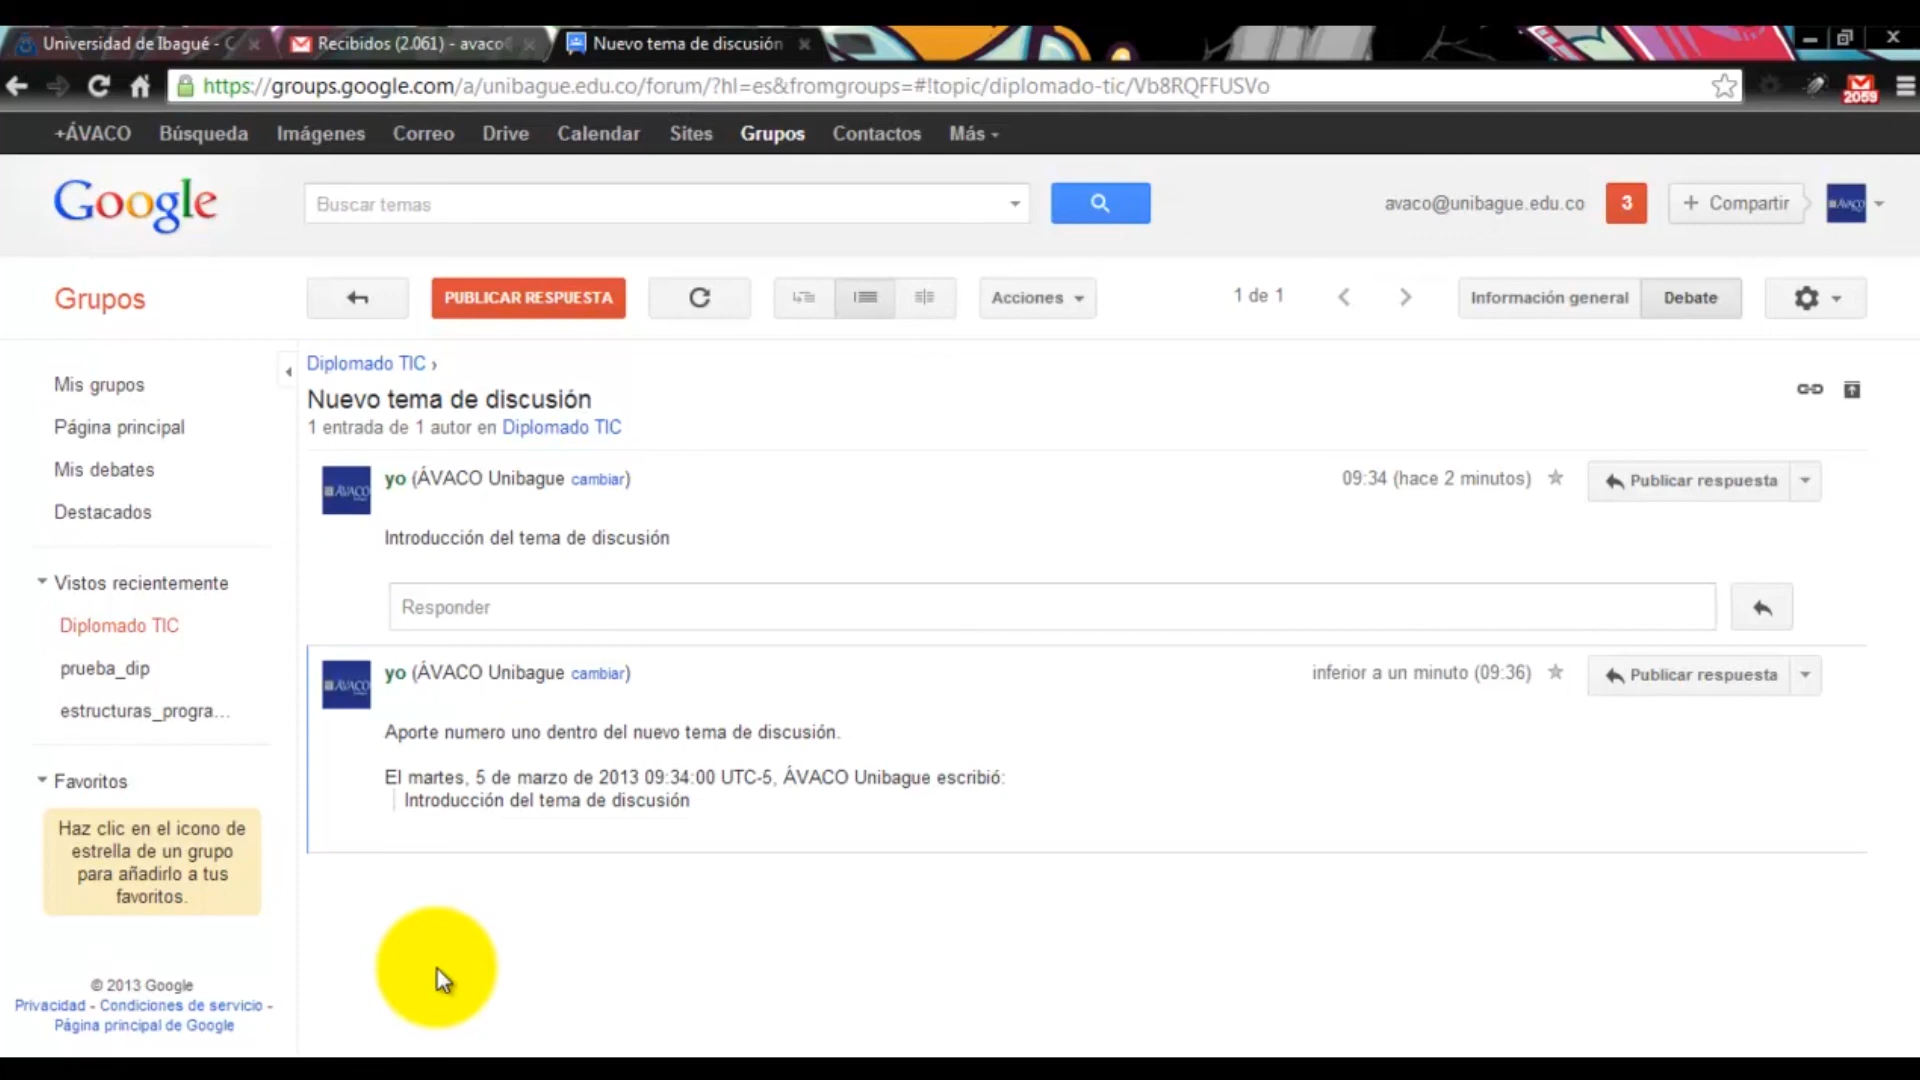 Universidad de Ibagué - C
Recibidos (2.061) - avaco
Nuevo tema de discusión
https://groups.google.com/a/unibague.edu.co/forum/?hl=es&fromgroups=#!topic/diplomado-tic/Vb8RQFFUSVo
2059
+ÁVACO Búsqueda Imágenes Correo Drive Calendar Sites Grupos Contactos Más
Google
Buscar temas
avaco@unibague.edu.co
3
+ Compartir
ÁVACO
Grupos
PUBLICAR RESPUESTA
Acciones
1 de 1
Información general
Debate
Mis grupos
Página principal
Mis debates
Destacados
Vistos recientemente
Diplomado TIC
prueba_dip
estructuras_progra...
Favoritos
Haz clic en el icono de
estrella de un grupo
para añadirlo a tus
favoritos.
© 2013 Google
Privacidad - Condiciones de servicio -
Página principal de Google
Diplomado TIC ›
Nuevo tema de discusión
1 entrada de 1 autor en Diplomado TIC
ÁVACO
yo (ÁVACO Unibague cambiar)
09:34 (hace 2 minutos)
Publicar respuesta
Introducción del tema de discusión
Responder
ÁVACO
yo (ÁVACO Unibague cambiar)
inferior a un minuto (09:36)
Publicar respuesta
Aporte numero uno dentro del nuevo tema de discusión.
El martes, 5 de marzo de 2013 09:34:00 UTC-5, ÁVACO Unibague escribió:
Introducción del tema de discusión